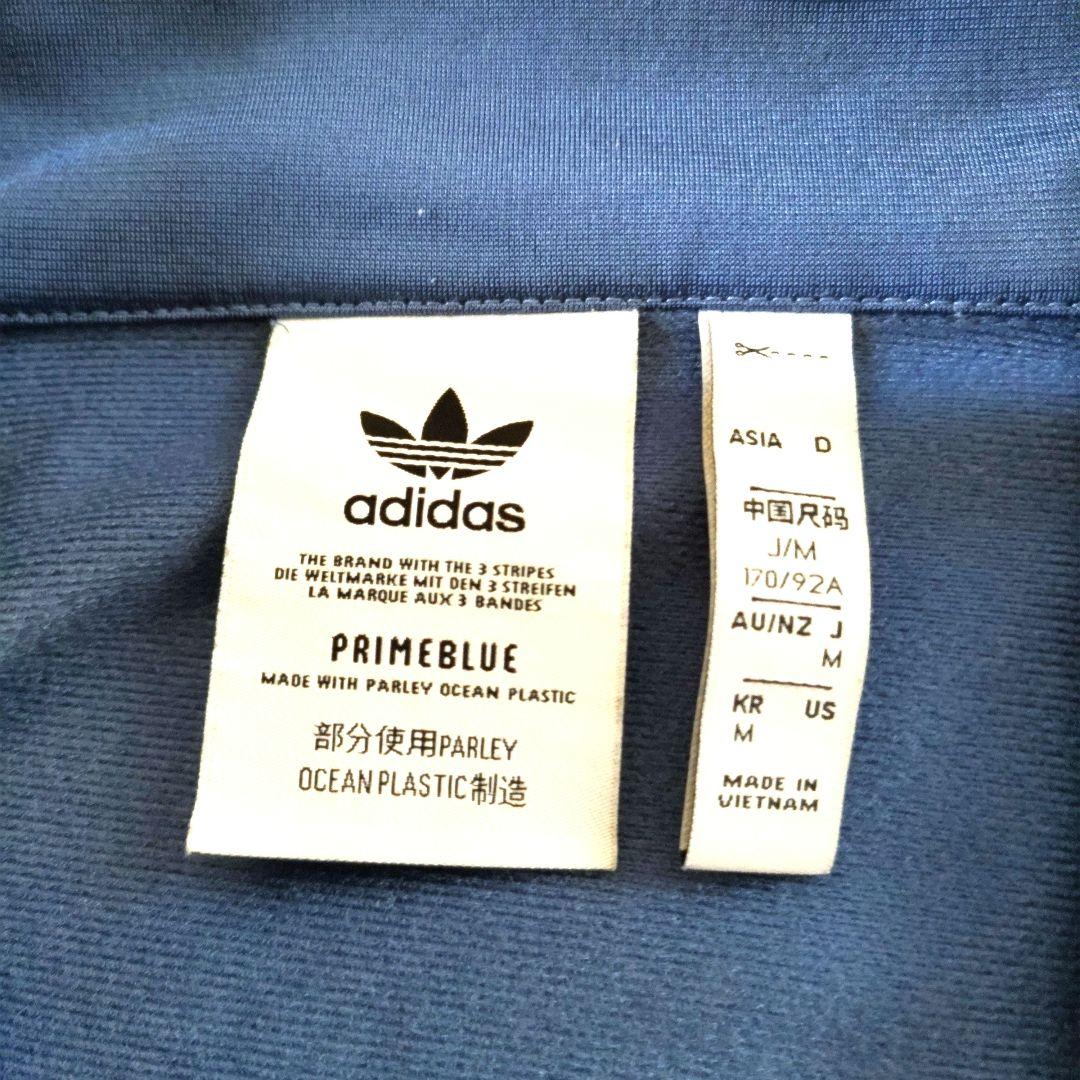 adidas
THE BRAND WITH THE 3 STRIPES
DIE WELTMARKE MIT DEN 3 STREIFEN
LA MARQUE AUX 3 BANDES
PRIMEBLUE
MADE WITH PARLEY OCEAN PLASTIC
部分使用PARLEY
OCEAN PLASTIC制造
ASIA D
中国尺码
J/M
170/92A
AU/NZ J
M
KR US
M
MADE IN
VIETNAM